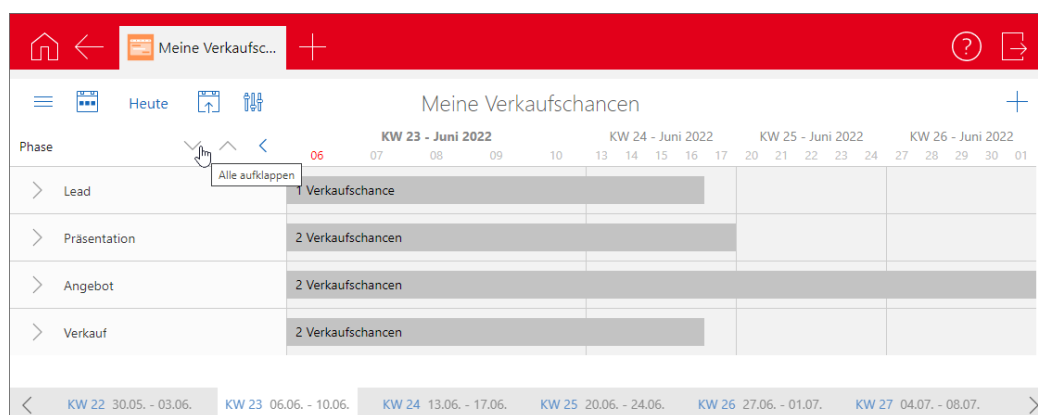 Meine Verkaufsc...
?
Heute
Meine Verkaufschancen
Phase
KW 23 - Juni 2022 KW 24 - Juni 2022 KW 25 - Juni 2022 KW 26 - Juni 2022
06 07 08 09 10 13 14 15 16 17 20 21 22 23 24 27 28 29 30 01
Alle aufklappen
Lead 1 Verkaufschance
Präsentation 2 Verkaufschancen
Angebot 2 Verkaufschancen
Verkauf 2 Verkaufschancen
KW 22 30.05. - 03.06. KW 23 06.06. - 10.06. KW 24 13.06. - 17.06. KW 25 20.06. - 24.06. KW 26 27.06. - 01.07. KW 27 04.07. - 08.07.